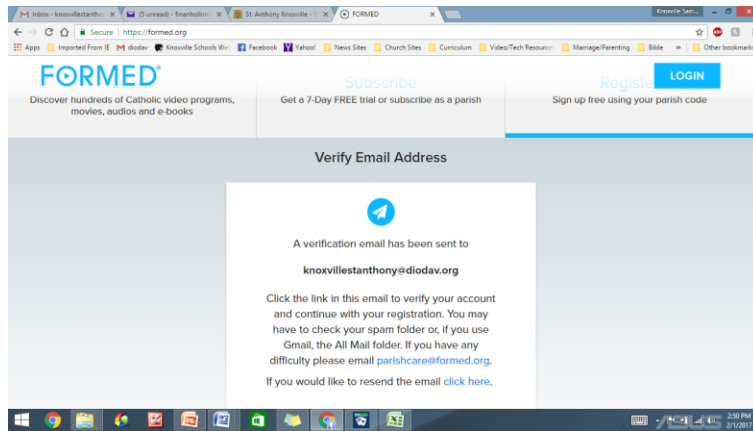 Inbox - knoxvillestanthon
(5 unread) - finanhollins
St. Anthony Knoxville - S
FORMED
Knoxville Sain...
Secure | https://formed.org
Apps Imported From IE diodav Knoxville Schools We Facebook Yahoo! News Sites Church Sites Curriculum Video/Tech Resource Marriage/Parenting Bible » Other bookmarks
FORMED
LOGIN
Subscribe
Registe
Discover hundreds of Catholic video programs,
movies, audios and e-books
Get a 7-Day FREE trial or subscribe as a parish
Sign up free using your parish code
Verify Email Address
A verification email has been sent to
knoxvillestanthony@diodav.org
Click the link in this email to verify your account
and continue with your registration. You may
have to check your spam folder or, if you use
Gmail, the All Mail folder. If you have any
difficulty please email parishcare@formed.org.
If you would like to resend the email click here.
2:50 PM
2/1/201